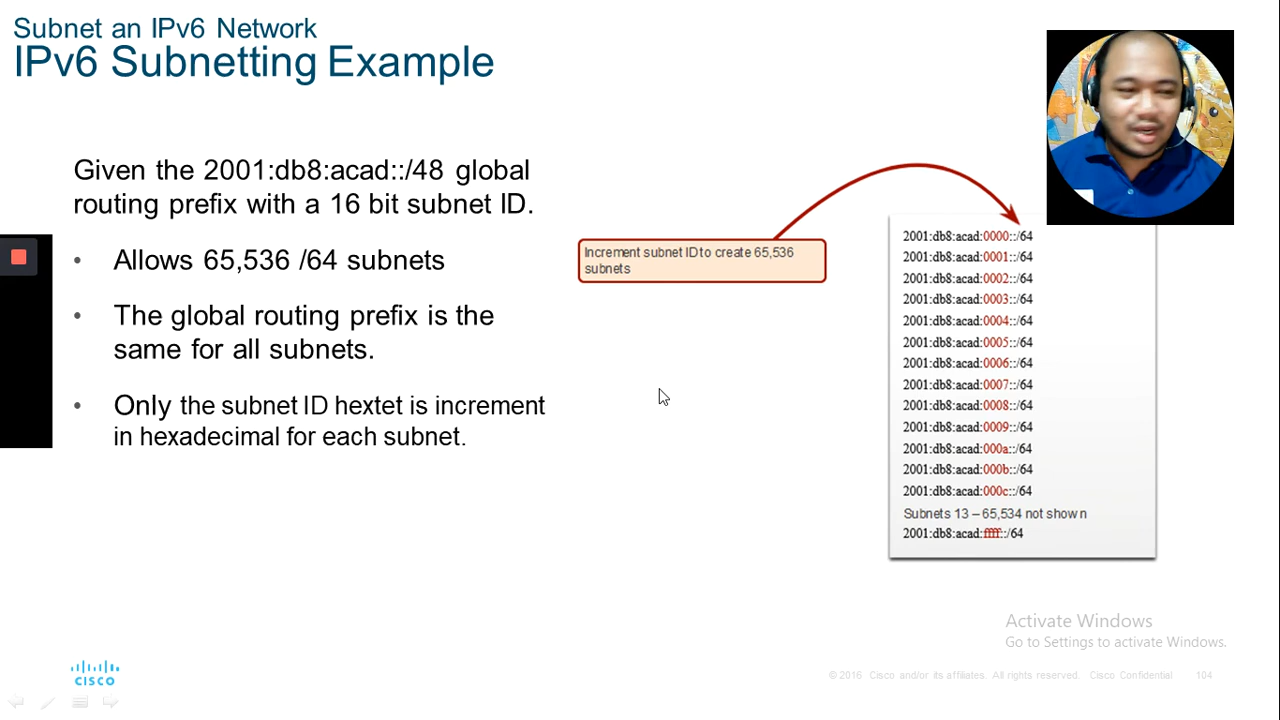 Subnet an IPv6 Network
IPv6 Subnetting Example
Given the 2001:db8:acad::/48 global
routing prefix with a 16 bit subnet ID.
• Allows 65,536 /64 subnets
• The global routing prefix is the
same for all subnets.
• Only the subnet ID hextet is increment
in hexadecimal for each subnet.
Increment subnet ID to create 65,536
subnets
2001:db8:acad:0000::/64
2001:db8:acad:0001::/64
2001:db8:acad:0002::/64
2001:db8:acad:0003::/64
2001:db8:acad:0004::/64
2001:db8:acad:0005::/64
2001:db8:acad:0006::/64
2001:db8:acad:0007::/64
2001:db8:acad:0008::/64
2001:db8:acad:0009::/64
2001:db8:acad:000a::/64
2001:db8:acad:000b::/64
2001:db8:acad:000c::/64
Subnets 13 – 65,534 not shown
2001:db8:acad:ffff::/64
Activate Windows
Go to Settings to activate Windows.
CISCO
© 2016 Cisco and/or its affiliates. All rights reserved. Cisco Confidential 104